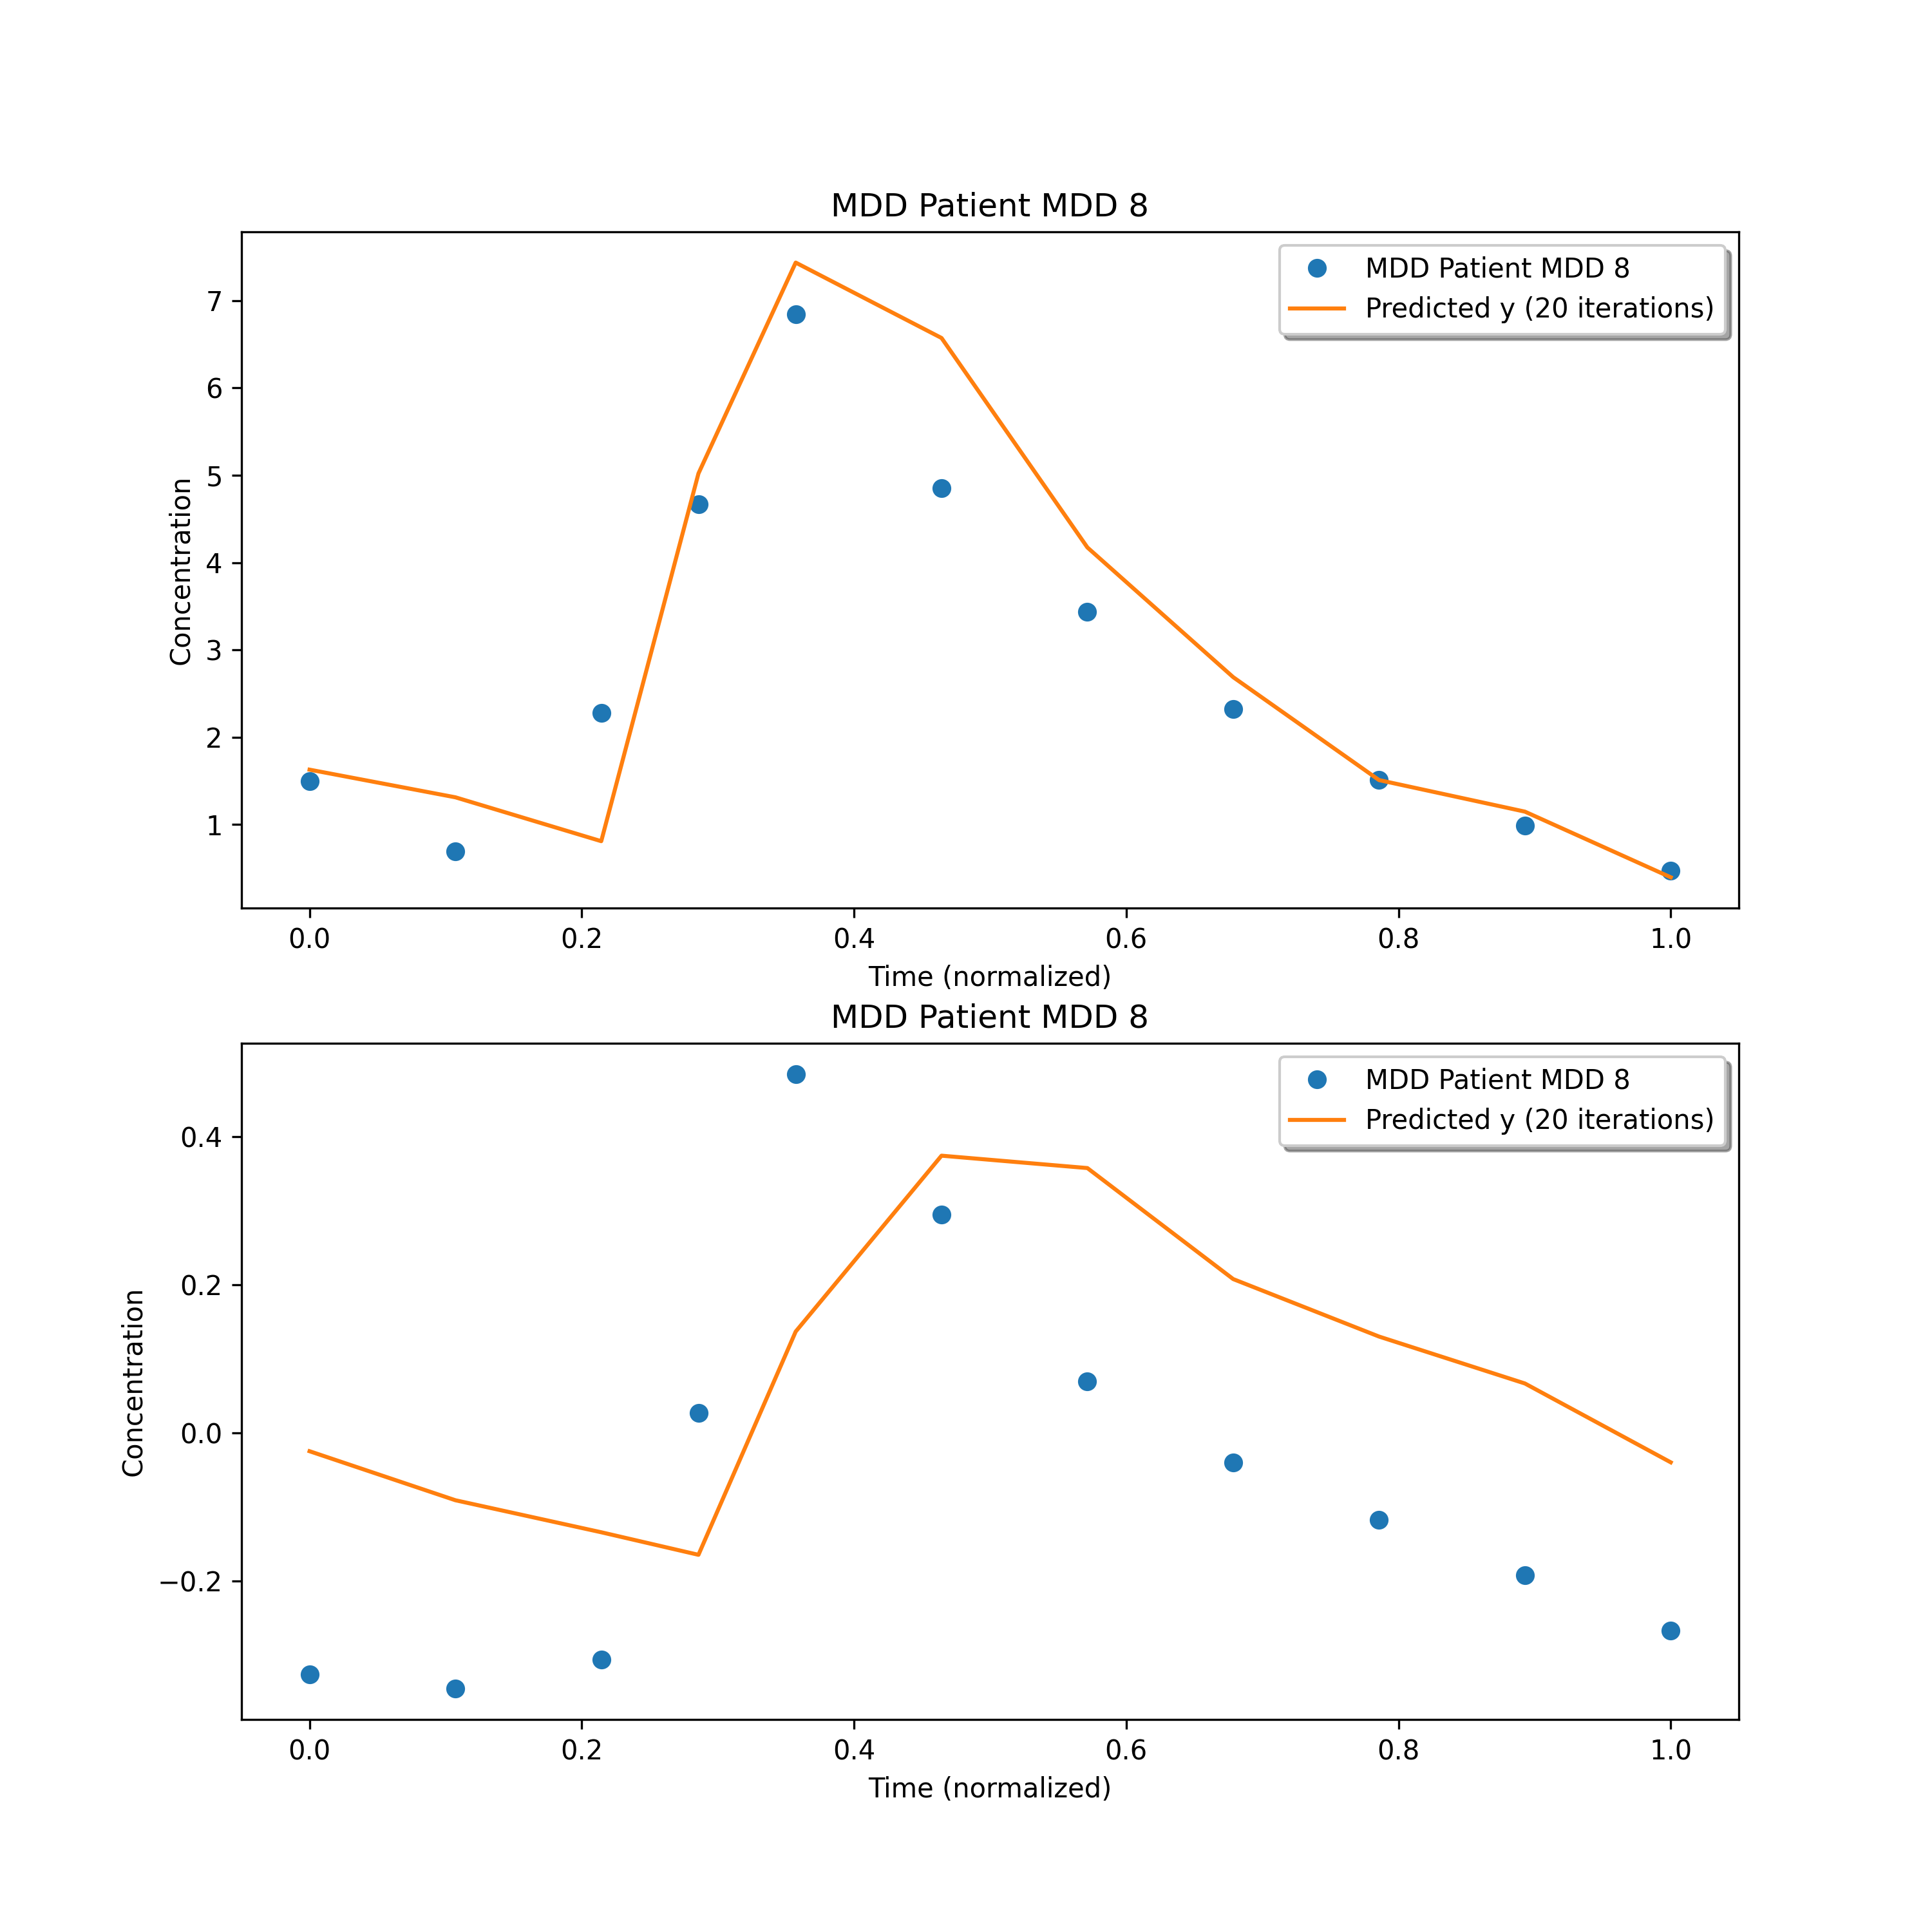 MDD Patient MDD 8
MDD Patient MDD 8
Predicted y (20 iterations)
Concentration
7
6
5
4
3
2
1
0.0 0.2 0.4 0.6 0.8 1.0
Time (normalized)
MDD Patient MDD 8
MDD Patient MDD 8
Predicted y (20 iterations)
Concentration
0.4
0.2
0.0
−0.2
0.0 0.2 0.4 0.6 0.8 1.0
Time (normalized)